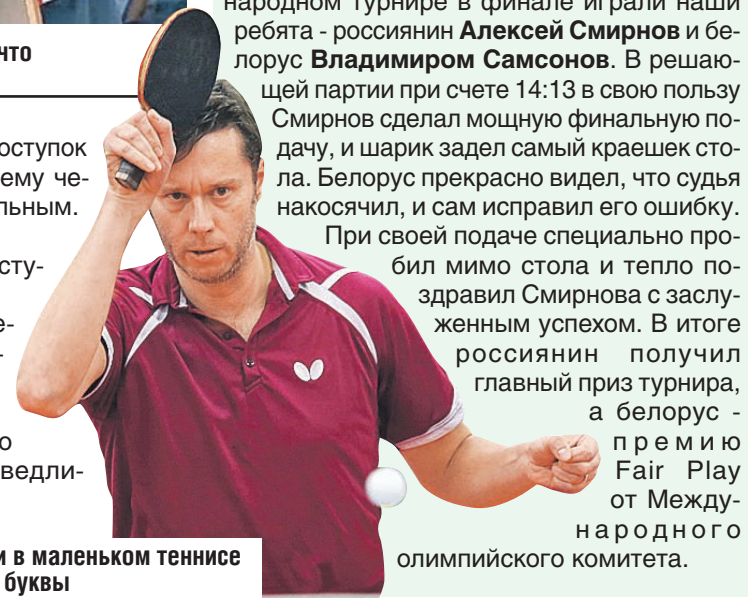 что
оступок
ему че-
льным.
сту-
е-
-
о
ведли-
и в маленьком теннисе
буквы
народном турнире в финале играли наши
ребята - россиянин Алексей Смирнов и бе-
лорус Владимиром Самсонов. В решаю-
щей партии при счете 14:13 в свою пользу
Смирнов сделал мощную финальную по-
дачу, и шарик задел самый краешек сто-
ла. Белорус прекрасно видел, что судья
накосячил, и сам исправил его ошибку.
При своей подаче специально про-
бил мимо стола и тепло по-
здравил Смирнова с заслу-
женным успехом. В итоге
россиянин получил
главный приз турнира,
а белорус -
премию
Fair Play
от Между-
народного
олимпийского комитета.